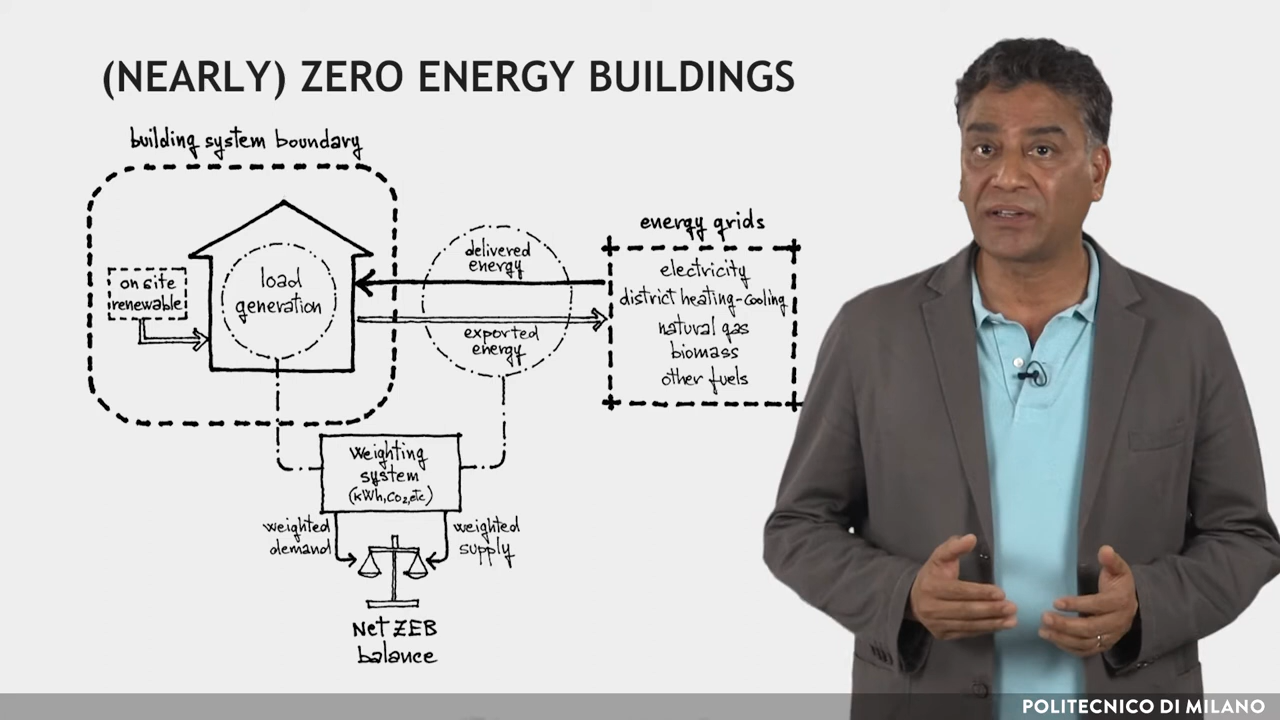 (NEARLY) ZERO ENERGY BUILDINGS
building system boundary
on site
renewable
load
generation
delivered
energy
exported
energy
energy grids
electricity
district heating-cooling
natural gas
biomass
other fuels
Weighting
system
(kWh, CO2, etc)
weighted
demand
weighted
supply
Net ZEB
balance
POLITECNICO DI MILANO